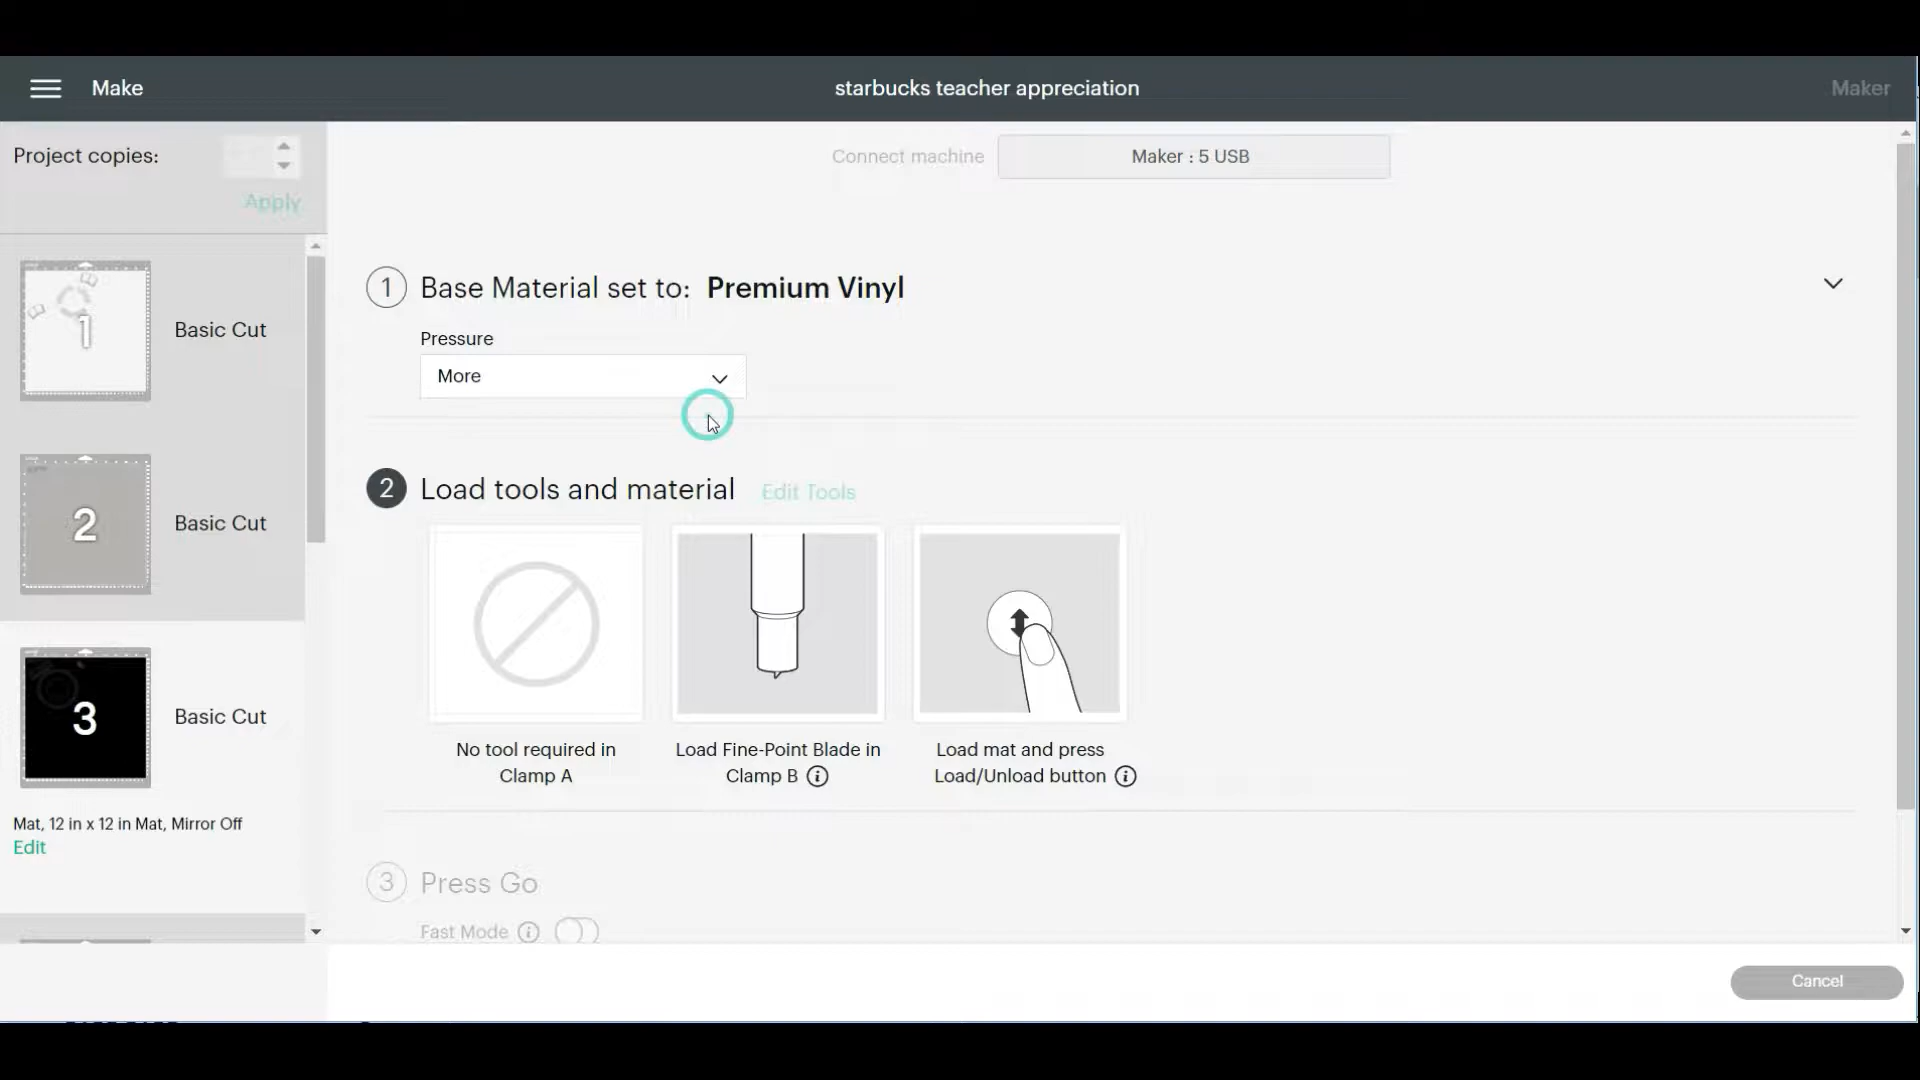 Make
starbucks teacher appreciation
Maker
Project copies:
Apply
Connect machine
Maker : 5 USB
1
Base Material set to: Premium Vinyl
Pressure
More
2
Load tools and material
Edit Tools
No tool required in
Clamp A
Load Fine-Point Blade in
Clamp B
Load mat and press
Load/Unload button
3
Press Go
Fast Mode
1
Basic Cut
2
Basic Cut
3
Basic Cut
Mat, 12 in x 12 in Mat, Mirror Off
Edit
Cancel